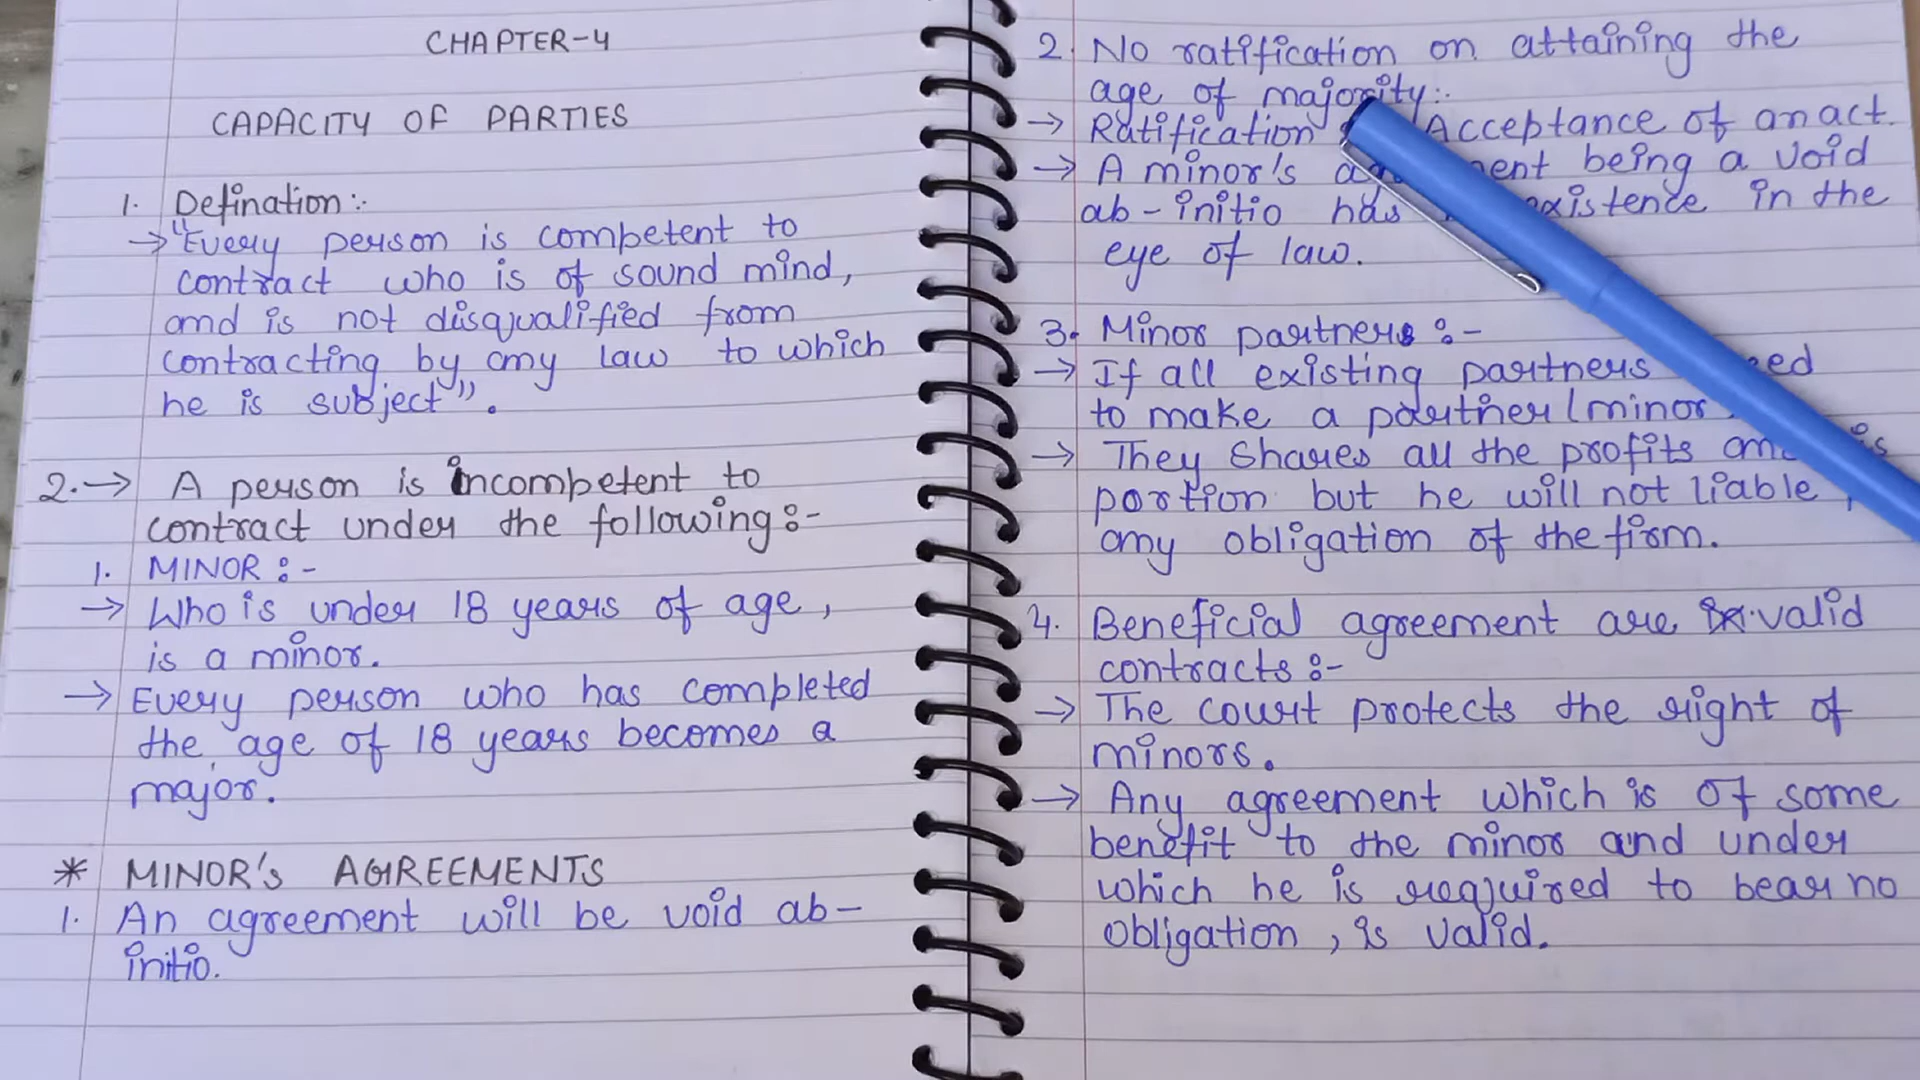 CHAPTER-4
CAPACITY OF PARTIES
1. Defination:-
→ "Every person is competent to
contract who is of sound mind,
and is not disqualified from
contracting by any law to which
he is subject".
2.→ A person is incompetent to
contract under the following:-
1. MINOR:-
→ Who is under 18 years of age,
is a minor.
→ Every person who has completed
the age of 18 years becomes a
major.
* MINOR'S AGREEMENTS
1. An agreement will be void ab-
initio.
2. No ratification on attaining the
age of majority:-
→ Ratification Acceptance of an act.
→ A minor's being a void
ab-initio has existence in the
eye of law.
3. Minor partners:-
→ If all existing partners
to make a partner (minor
→ They shares all the profits
portion but he will not liable
any obligation of the firm.
4. Beneficial agreement are valid
contracts:-
→ The court protects the right of
minors.
→ Any agreement which is of some
benefit to the minor and under
which he is required to bear no
obligation, is valid.